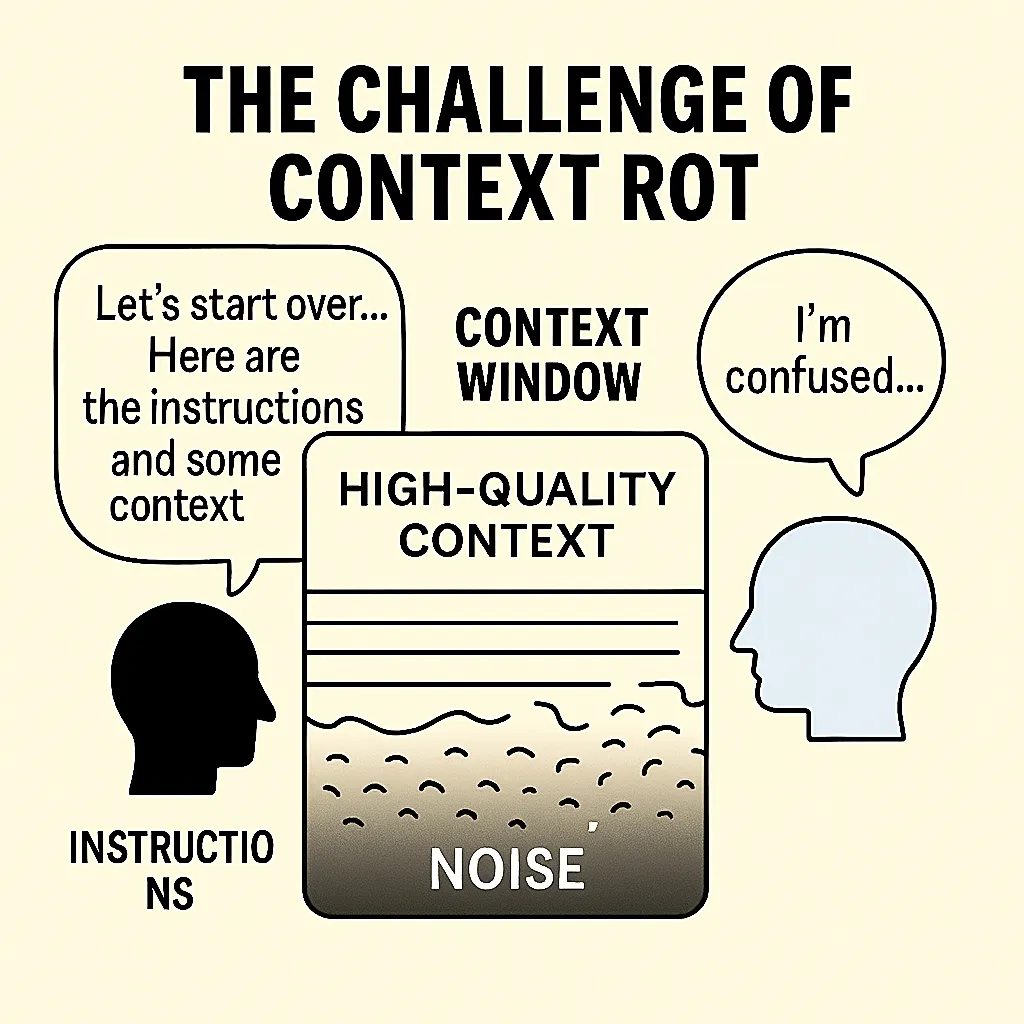 THE CHALLENGE OF
CONTEXT ROT
Let's start over...
Here are
the instructions
and some
context
CONTEXT
WINDOW
I'm
confused...
HIGH-QUALITY
CONTEXT
NOISE
INSTRUCTIO
NS